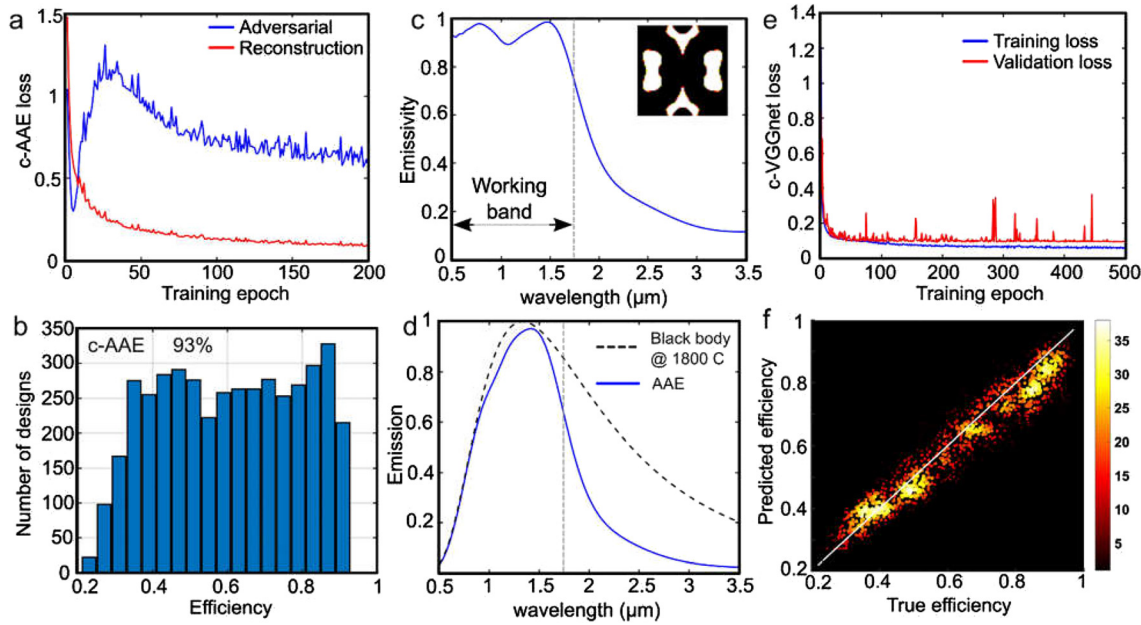 a
1.5
1
0.5
0
c-AAE loss
Adversarial
Reconstruction
0 50 100 150 200
Training epoch
c
1
0.8
0.6
0.4
0.2
0
Emissivity
Working
band
0.5 1 1.5 2 2.5 3 3.5
wavelength (μm)
e
1.4
1.2
1
0.8
0.6
0.4
0.2
0
c-VGGnet loss
Training loss
Validation loss
0 100 200 300 400 500
Training epoch
b
350
300
250
200
150
100
50
0
Number of designs
c-AAE 93%
0.2 0.4 0.6 0.8 1
Efficiency
d
1
0.8
0.6
0.4
0.2
Emission
Black body
@ 1800 C
AAE
0.5 1 1.5 2 2.5 3 3.5
wavelength (μm)
f
1
0.8
0.6
0.4
0.2
Predicted efficiency
0.2 0.4 0.6 0.8 1
True efficiency
35
30
25
20
15
10
5